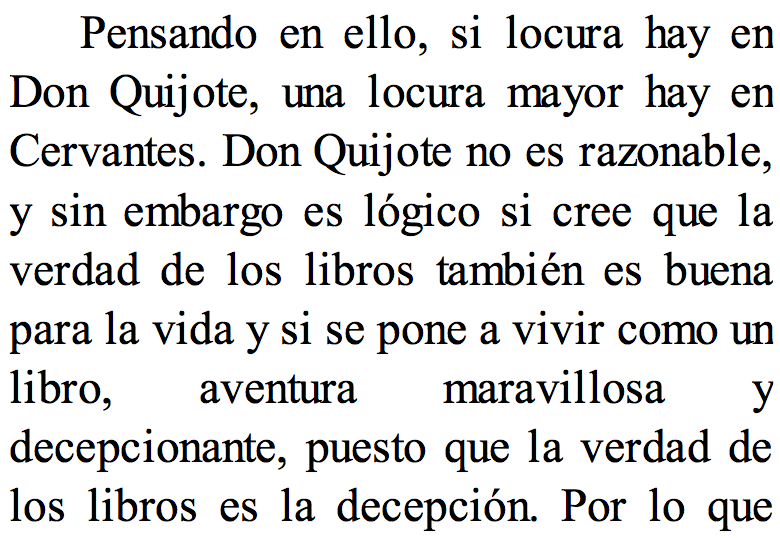 Pensando en ello, si locura hay en
Don Quijote, una locura mayor hay en
Cervantes. Don Quijote no es razonable,
y sin embargo es lógico si cree que la
verdad de los libros también es buena
para la vida y si se pone a vivir como un
libro, aventura maravillosa y
decepcionante, puesto que la verdad de
los libros es la decepción. Por lo que